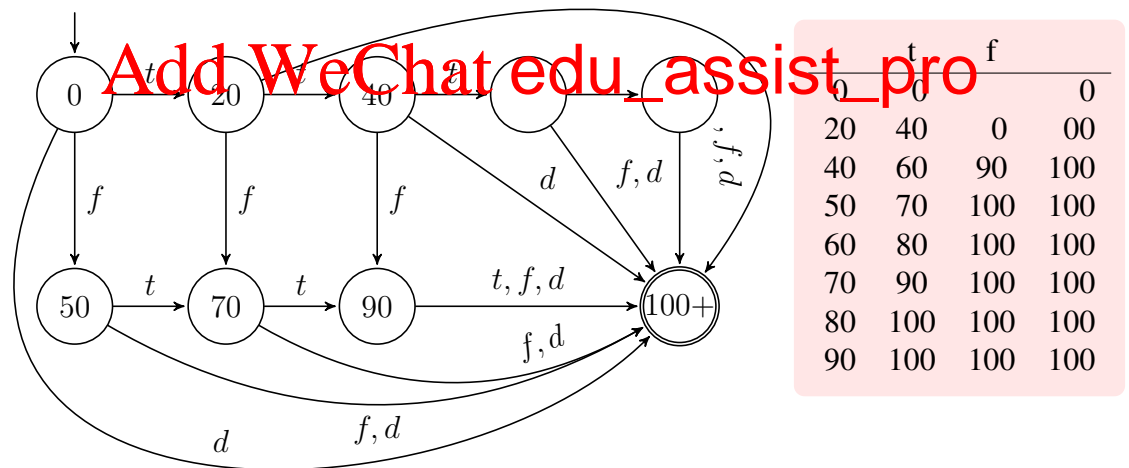 Add WeChat edu_assist_pro
0 t 20 t 40 t
f f f d f, d , f, d
50 t 70 t 90 t, f, d 100+
f, d
f, d
d
t f
0 0 0
20 40 0 00
40 60 90 100
50 70 100 100
60 80 100 100
70 90 100 100
80 100 100 100
90 100 100 100